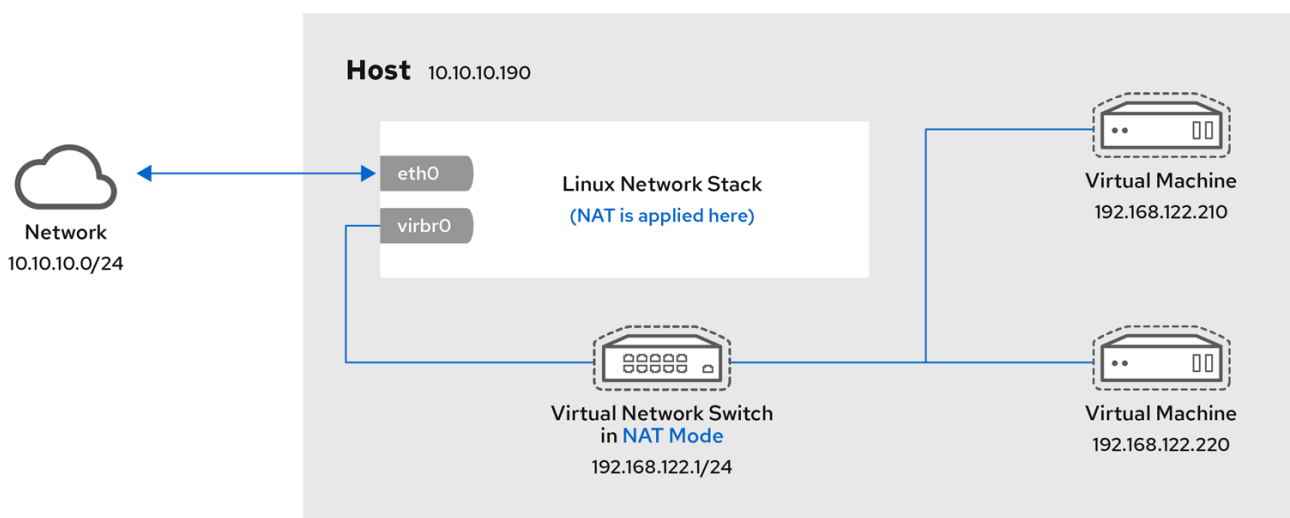 Host 10.10.10.190
eth0
Linux Network Stack
(NAT is applied here)
virbr0
Network
10.10.10.0/24
Virtual Machine
192.168.122.210
Virtual Network Switch
in NAT Mode
192.168.122.1/24
Virtual Machine
192.168.122.220